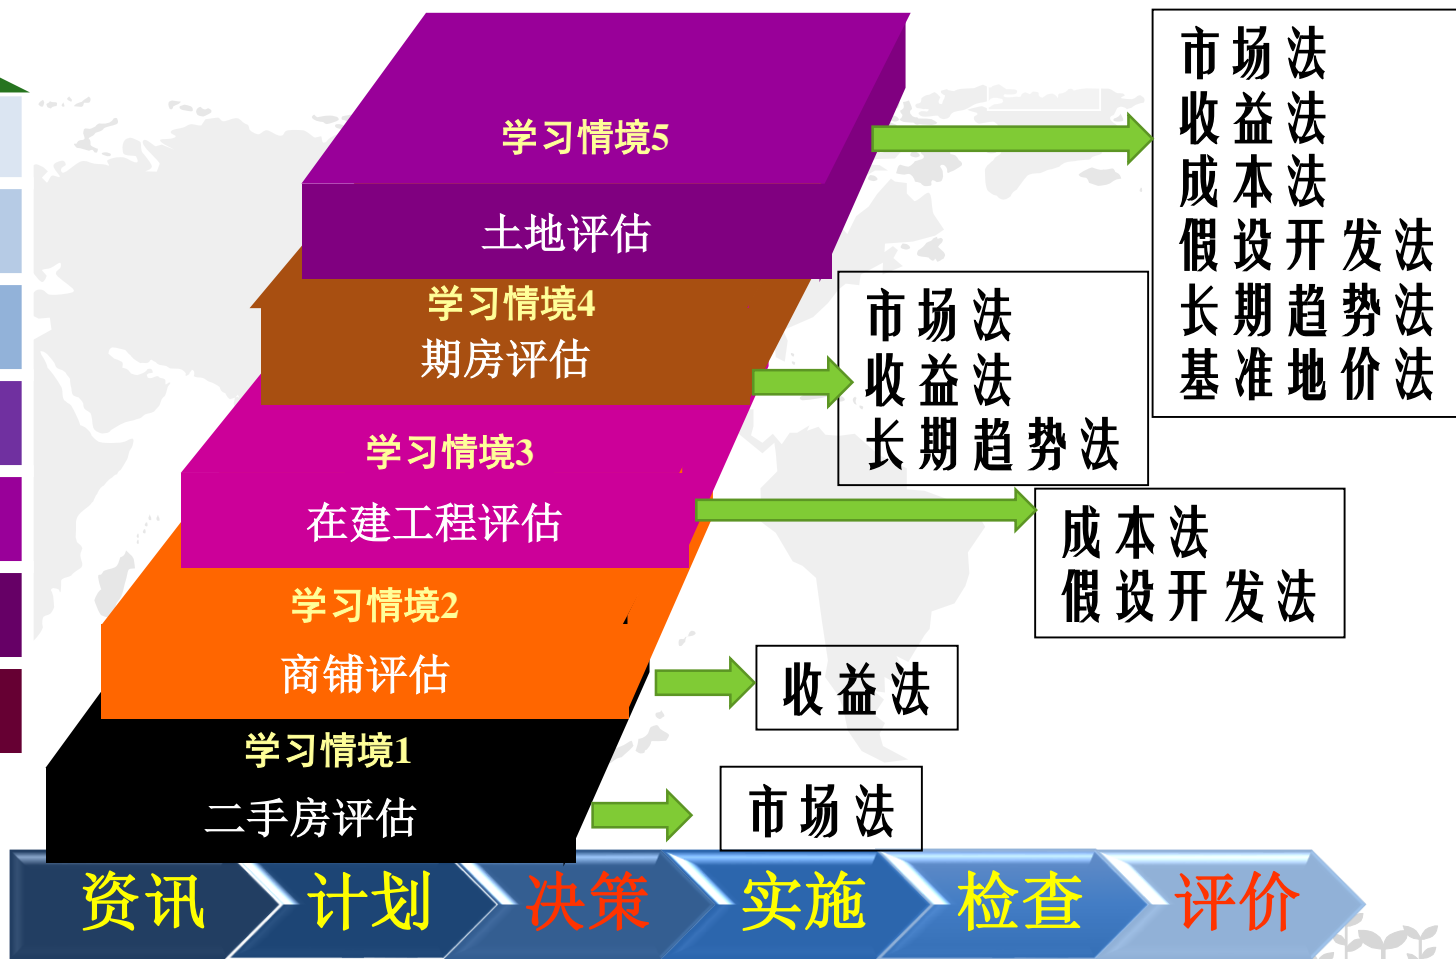 学习情境5
土地评估
市场法
收益法
成本法
假设开发法
长期趋势法
基准地价法
学习情境4
期房评估
市场法
收益法
长期趋势法
学习情境3
在建工程评估
成本法
假设开发法
学习情境2
商铺评估
收益法
学习情境1
二手房评估
市场法
资讯 计划 决策 实施 检查 评价